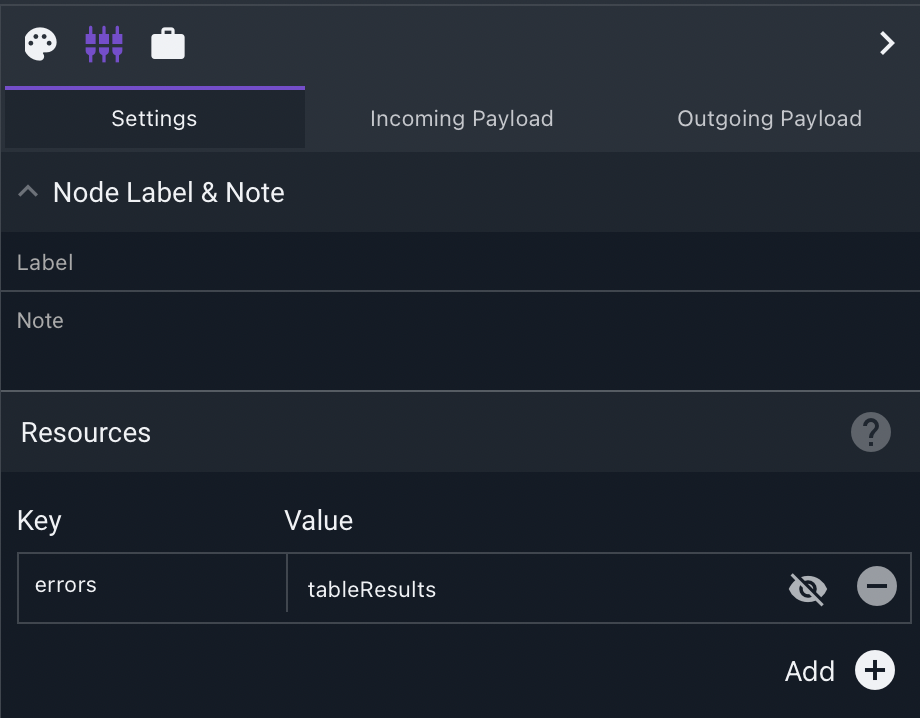 Settings Incoming Payload Outgoing Payload
Node Label & Note
Label
Note
Resources ?
Key Value
errors tableResults
Add